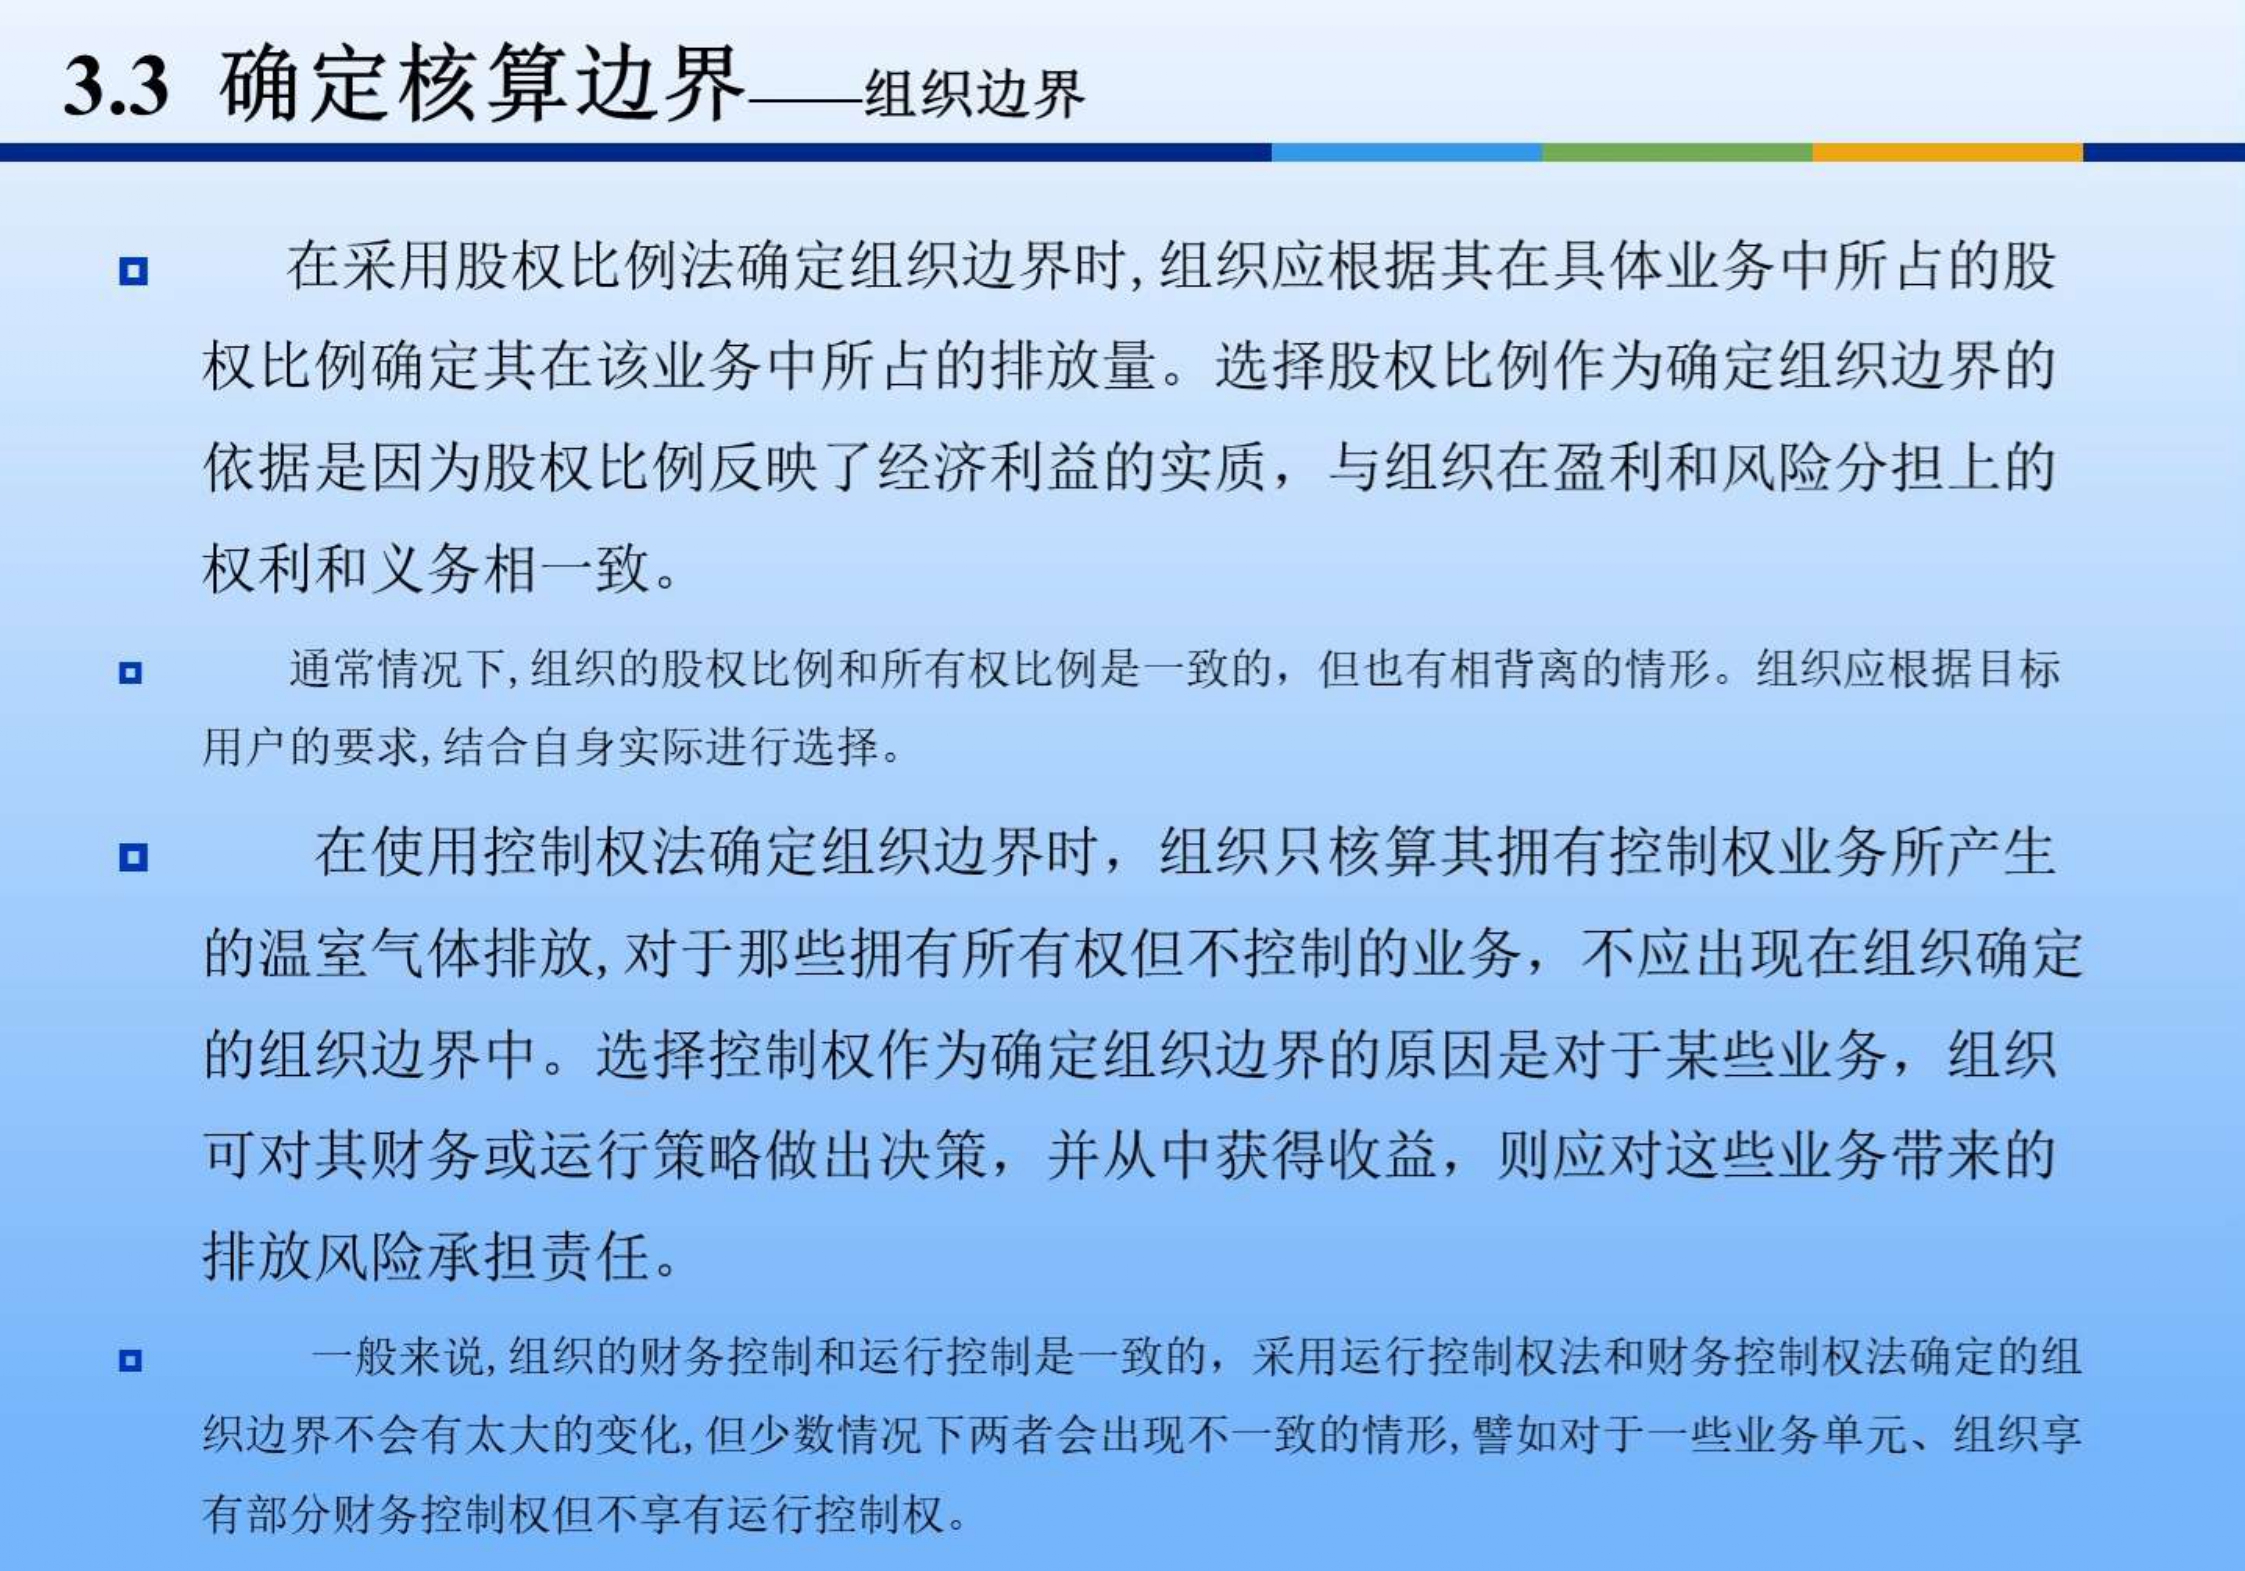 3.3 确定核算边界——组织边界
在采用股权比例法确定组织边界时,组织应根据其在具体业务中所占的股
权比例确定其在该业务中所占的排放量。选择股权比例作为确定组织边界的
依据是因为股权比例反映了经济利益的实质，与组织在盈利和风险分担上的
权利和义务相一致。
通常情况下,组织的股权比例和所有权比例是一致的，但也有相背离的情形。组织应根据目标
用户的要求,结合自身实际进行选择。
在使用控制权法确定组织边界时，组织只核算其拥有控制权业务所产生
的温室气体排放,对于那些拥有所有权但不控制的业务，不应出现在组织确定
的组织边界中。选择控制权作为确定组织边界的原因是对于某些业务，组织
可对其财务或运行策略做出决策，并从中获得收益，则应对这些业务带来的
排放风险承担责任。
一般来说,组织的财务控制和运行控制是一致的，采用运行控制权法和财务控制权法确定的组
织边界不会有太大的变化,但少数情况下两者会出现不一致的情形,譬如对于一些业务单元、组织享
有部分财务控制权但不享有运行控制权。